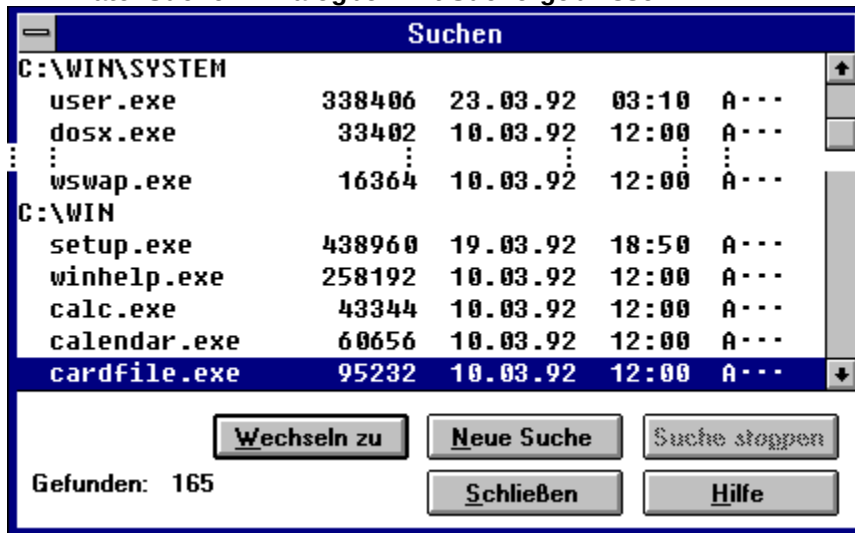 Suchen
C:\WIN\SYSTEM
user.exe 338406 23.03.92 03:10 A---
dosx.exe 33402 10.03.92 12:00 A---
wswap.exe 16364 10.03.92 12:00 A---
C:\WIN
setup.exe 438960 19.03.92 18:50 A---
winhelp.exe 258192 10.03.92 12:00 A---
calc.exe 43344 10.03.92 12:00 A---
calendar.exe 60656 10.03.92 12:00 A---
cardfile.exe 95232 10.03.92 12:00 A---
Wechseln zu Neue Suche Suche stoppen
Gefunden: 165 Schließen Hilfe